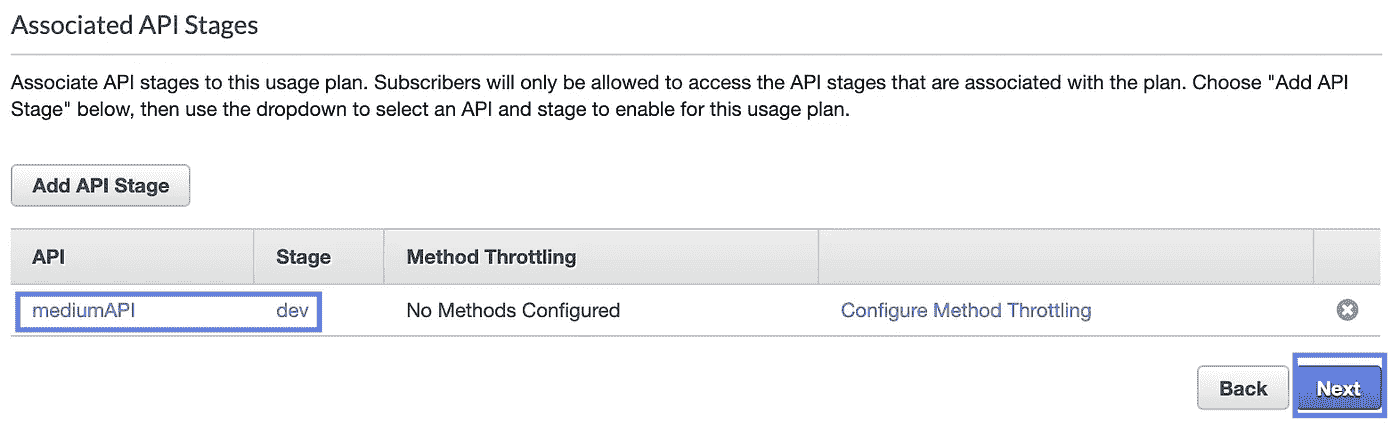 Associated API Stages
Associate API stages to this usage plan. Subscribers will only be allowed to access the API stages that are associated with the plan. Choose "Add API
Stage" below, then use the dropdown to select an API and stage to enable for this usage plan.
Add API Stage
API Stage Method Throttling
mediumAPI dev No Methods Configured Configure Method Throttling
Back Next